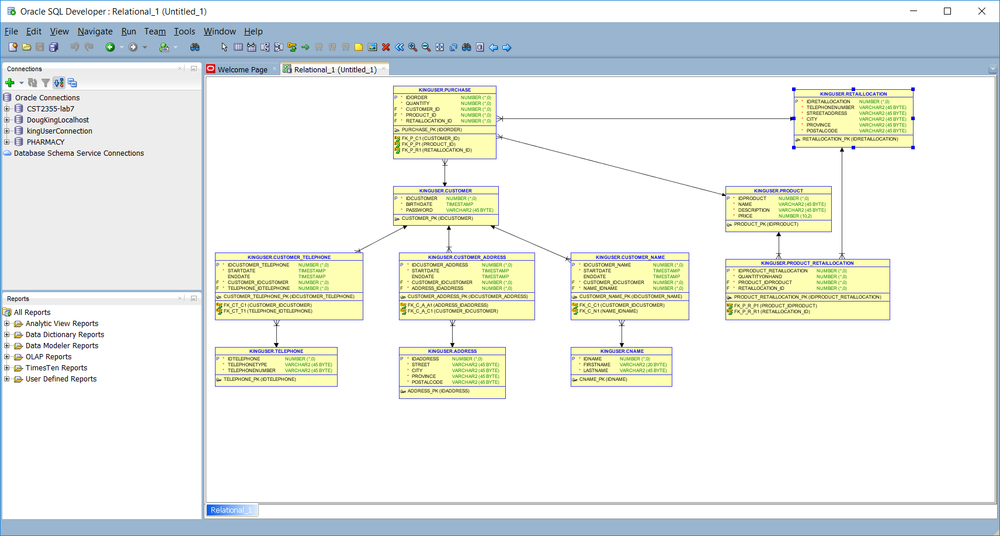 Oracle SQL Developer : Relational_1 (Untitled_1)
File Edit View Navigate Run Team Tools Window Help
Connections
Oracle Connections
CST2355-lab7
DougKingLocalhost
kingUserConnection
PHARMACY
Database Schema Service Connections
Reports
All Reports
Analytic View Reports
Data Dictionary Reports
Data Modeler Reports
OLAP Reports
TimesTen Reports
User Defined Reports
Welcome Page
Relational_1 (Untitled_1)
KINGUSER.PURCHASE
P * IDORDER NUMBER (*,0)
* QUANTITY NUMBER (*,0)
F * CUSTOMER_ID NUMBER (*,0)
F * PRODUCT_ID NUMBER (*,0)
F * RETAILLOCATION_ID NUMBER (*,0)
PURCHASE_PK (IDORDER)
FK_P_C1 (CUSTOMER_ID)
FK_P_P1 (PRODUCT_ID)
FK_P_R1 (RETAILLOCATION_ID)
KINGUSER.RETAILLOCATION
P * IDRETAILLOCATION NUMBER (*,0)
* TELEPHONENUMBER VARCHAR2 (45 BYTE)
* STREETADDRESS VARCHAR2 (45 BYTE)
* CITY VARCHAR2 (45 BYTE)
* PROVINCE VARCHAR2 (45 BYTE)
* POSTALCODE VARCHAR2 (45 BYTE)
RETAILLOCATION_PK (IDRETAILLOCATION)
KINGUSER.CUSTOMER
P * IDCUSTOMER NUMBER (*,0)
* BIRTHDATE TIMESTAMP
* PASSWORD VARCHAR2 (45 BYTE)
CUSTOMER_PK (IDCUSTOMER)
KINGUSER.PRODUCT
P * IDPRODUCT NUMBER (*,0)
* NAME VARCHAR2 (45 BYTE)
* DESCRIPTION VARCHAR2 (45 BYTE)
* PRICE NUMBER (10,2)
PRODUCT_PK (IDPRODUCT)
KINGUSER.CUSTOMER_TELEPHONE
P * IDCUSTOMER_TELEPHONE NUMBER (*,0)
* STARTDATE TIMESTAMP
ENDDATE TIMESTAMP
F * CUSTOMER_IDCUSTOMER NUMBER (*,0)
F * TELEPHONE_IDTELEPHONE NUMBER (*,0)
CUSTOMER_TELEPHONE_PK (IDCUSTOMER_TELEPHONE)
FK_CT_C1 (CUSTOMER_IDCUSTOMER)
FK_CT_T1 (TELEPHONE_IDTELEPHONE)
KINGUSER.CUSTOMER_ADDRESS
P * IDCUSTOMER_ADDRESS NUMBER (*,0)
* STARTDATE TIMESTAMP
ENDDATE TIMESTAMP
F * CUSTOMER_IDCUSTOMER NUMBER (*,0)
F * ADDRESS_IDADDRESS NUMBER (*,0)
CUSTOMER_ADDRESS_PK (IDCUSTOMER_ADDRESS)
FK_C_A_A1 (ADDRESS_IDADDRESS)
FK_C_A_C1 (CUSTOMER_IDCUSTOMER)
KINGUSER.CUSTOMER_NAME
P * IDCUSTOMER_NAME NUMBER (*,0)
* STARTDATE TIMESTAMP
ENDDATE TIMESTAMP
F * CUSTOMER_IDCUSTOMER NUMBER (*,0)
F * NAME_IDNAME NUMBER (*,0)
CUSTOMER_NAME_PK (IDCUSTOMER_NAME)
FK_C_C1 (CUSTOMER_IDCUSTOMER)
FK_C_N1 (NAME_IDNAME)
KINGUSER.PRODUCT_RETAILLOCATION
P * IDPRODUCT_RETAILLOCATION NUMBER (*,0)
* QUANTITYONHAND NUMBER (*,0)
F * PRODUCT_IDPRODUCT NUMBER (*,0)
F * RETAILLOCATION_ID NUMBER (*,0)
PRODUCT_RETAILLOCATION_PK (IDPRODUCT_RETAILLOCATION)
FK_P_R_P1 (PRODUCT_IDPRODUCT)
FK_P_R_R1 (RETAILLOCATION_ID)
KINGUSER.TELEPHONE
P * IDTELEPHONE NUMBER (*,0)
* TELEPHONETYPE VARCHAR2 (45 BYTE)
* TELEPHONENUMBER VARCHAR2 (45 BYTE)
TELEPHONE_PK (IDTELEPHONE)
KINGUSER.ADDRESS
P * IDADDRESS NUMBER (*,0)
* STREET VARCHAR2 (45 BYTE)
* CITY VARCHAR2 (45 BYTE)
* PROVINCE VARCHAR2 (45 BYTE)
* POSTALCODE VARCHAR2 (45 BYTE)
ADDRESS_PK (IDADDRESS)
KINGUSER.CNAME
P * IDNAME NUMBER (*,0)
* FIRSTNAME VARCHAR2 (20 BYTE)
* LASTNAME VARCHAR2 (45 BYTE)
CNAME_PK (IDNAME)
Relational_1